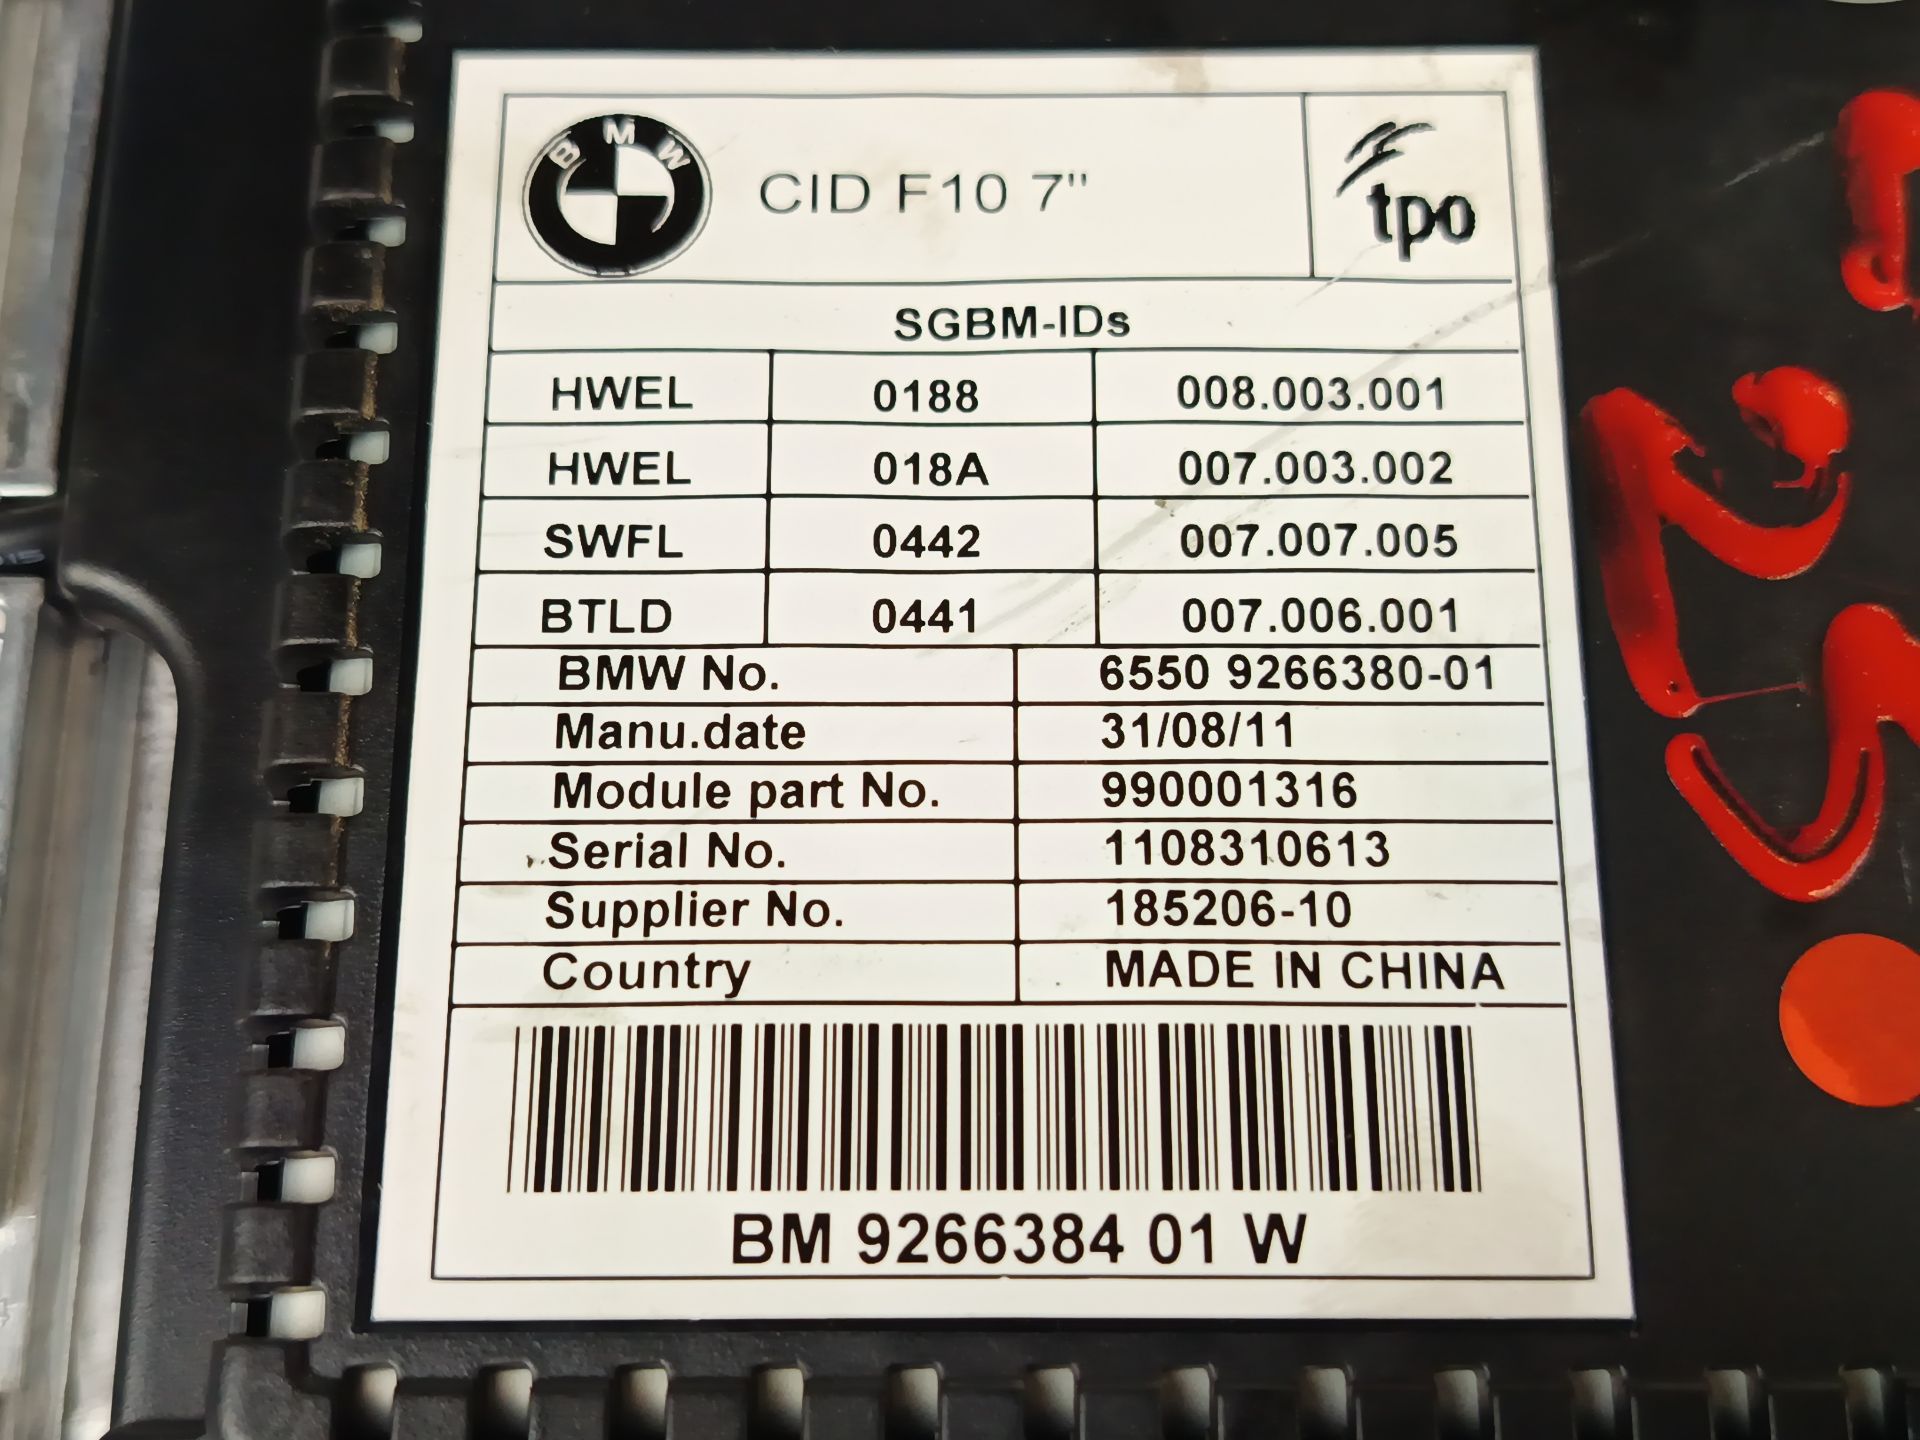 BMW
CID F10 7"
tpo
SGBM-IDs
HWEL 0188 008.003.001
HWEL 018A 007.003.002
SWFL 0442 007.007.005
BTLD 0441 007.006.001
BMW No. 6550 9266380-01
Manu.date 31/08/11
Module part No. 990001316
Serial No. 1108310613
Supplier No. 185206-10
Country MADE IN CHINA
BM 9266384 01 W